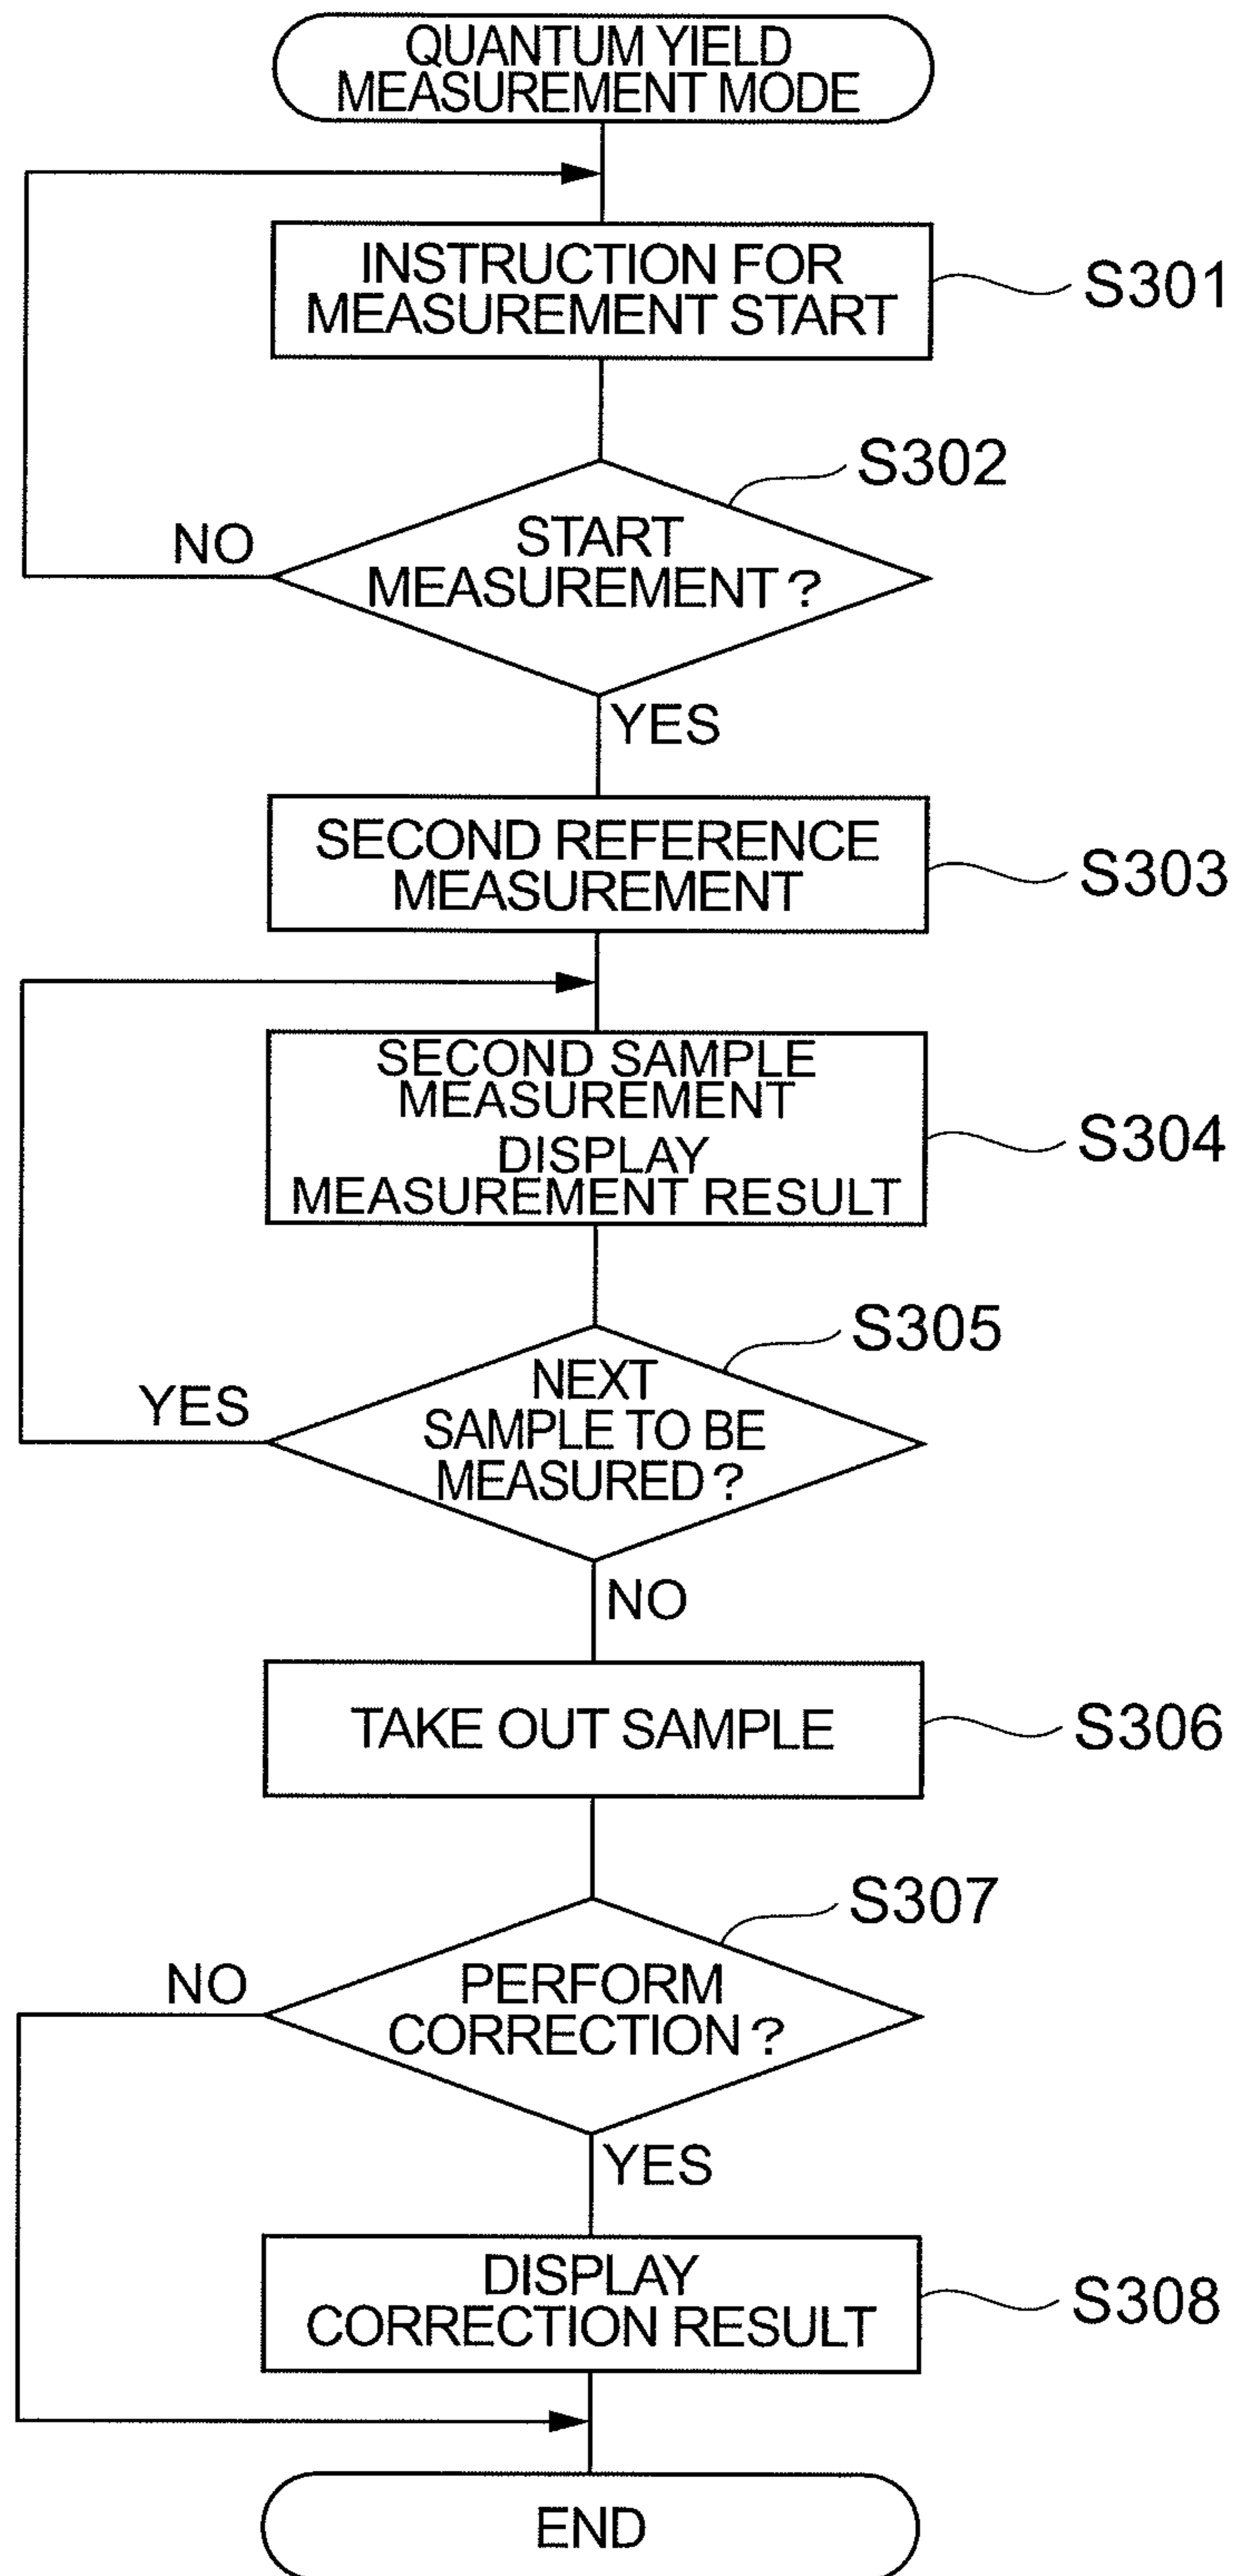 QUANTUM YIELD
MEASUREMENT MODE
INSTRUCTION FOR
MEASUREMENT START
S301
S302
NO
START
MEASUREMENT?
YES
SECOND REFERENCE
MEASUREMENT
S303
SECOND SAMPLE
MEASUREMENT
DISPLAY
MEASUREMENT RESULT
S304
S305
YES
NEXT
SAMPLE TO BE
MEASURED?
NO
TAKE OUT SAMPLE
S306
S307
NO
PERFORM
CORRECTION?
YES
DISPLAY
CORRECTION RESULT
S308
END